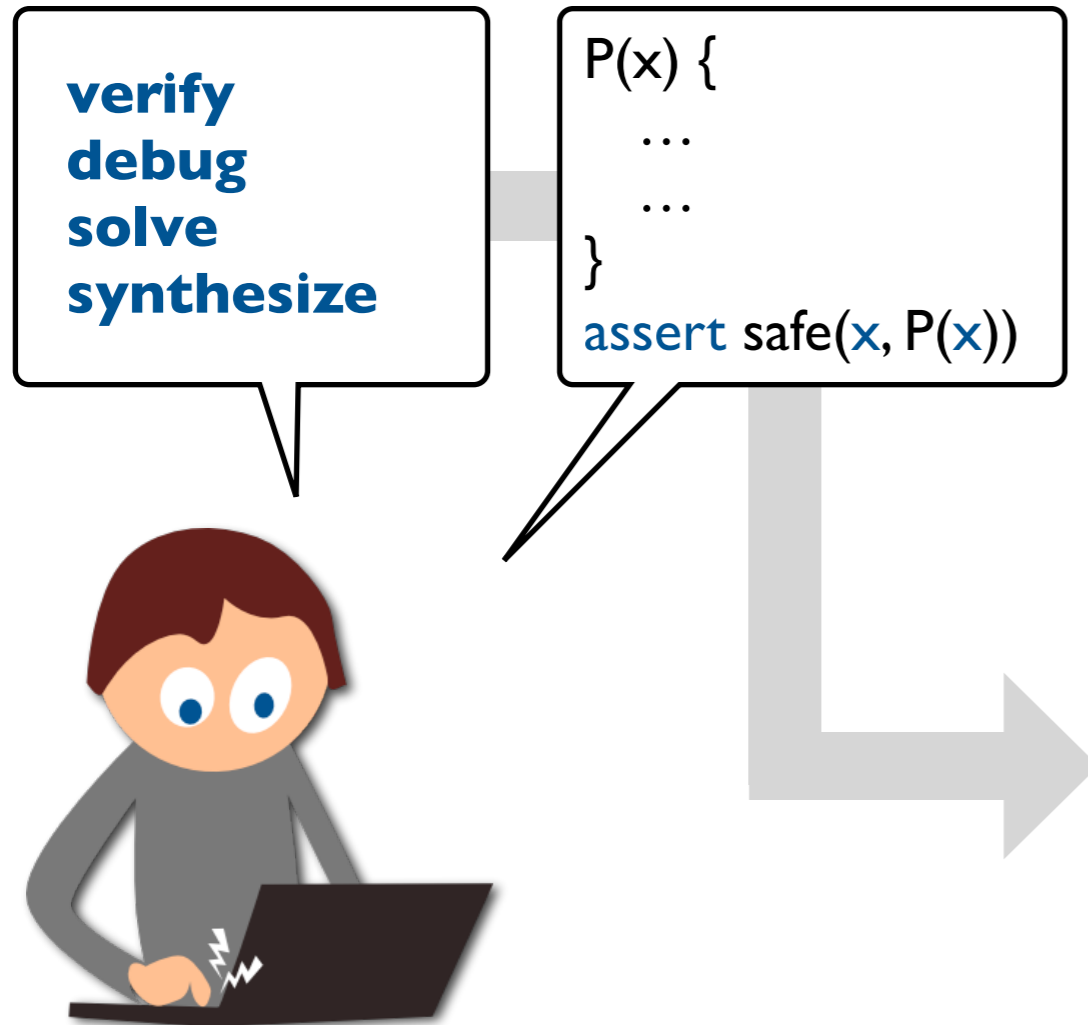 verify
debug
solve
synthesize
P(x) {
…
…
}
assert safe(x, P(x))